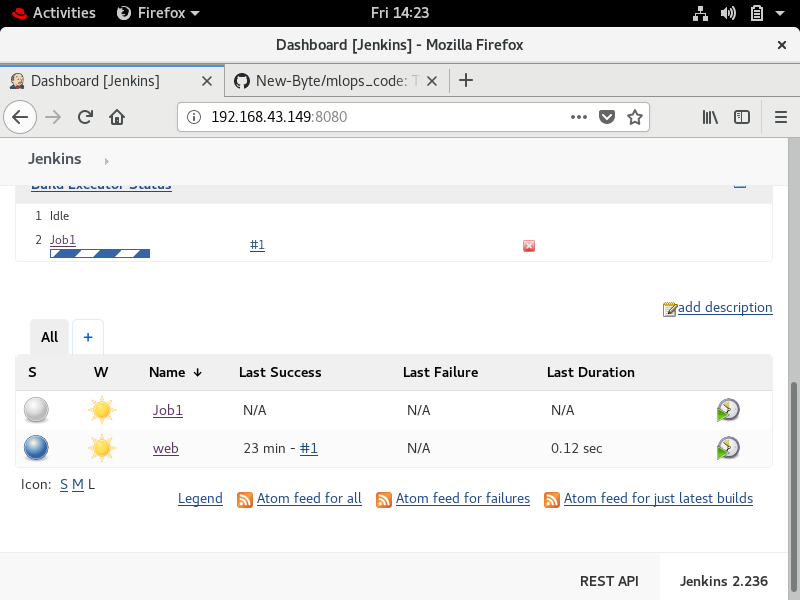 Activities Firefox Fri 14:23
Dashboard [Jenkins] - Mozilla Firefox
Dashboard [Jenkins] New-Byte/mlops_code: T
192.168.43.149:8080
Jenkins
Build Executor Status
1 Idle
2 Job1 #1
add description
All +
S W Name ↓ Last Success Last Failure Last Duration
Job1 N/A N/A N/A
web 23 min - #1 N/A 0.12 sec
Icon: S M L
Legend Atom feed for all Atom feed for failures Atom feed for just latest builds
REST API Jenkins 2.236